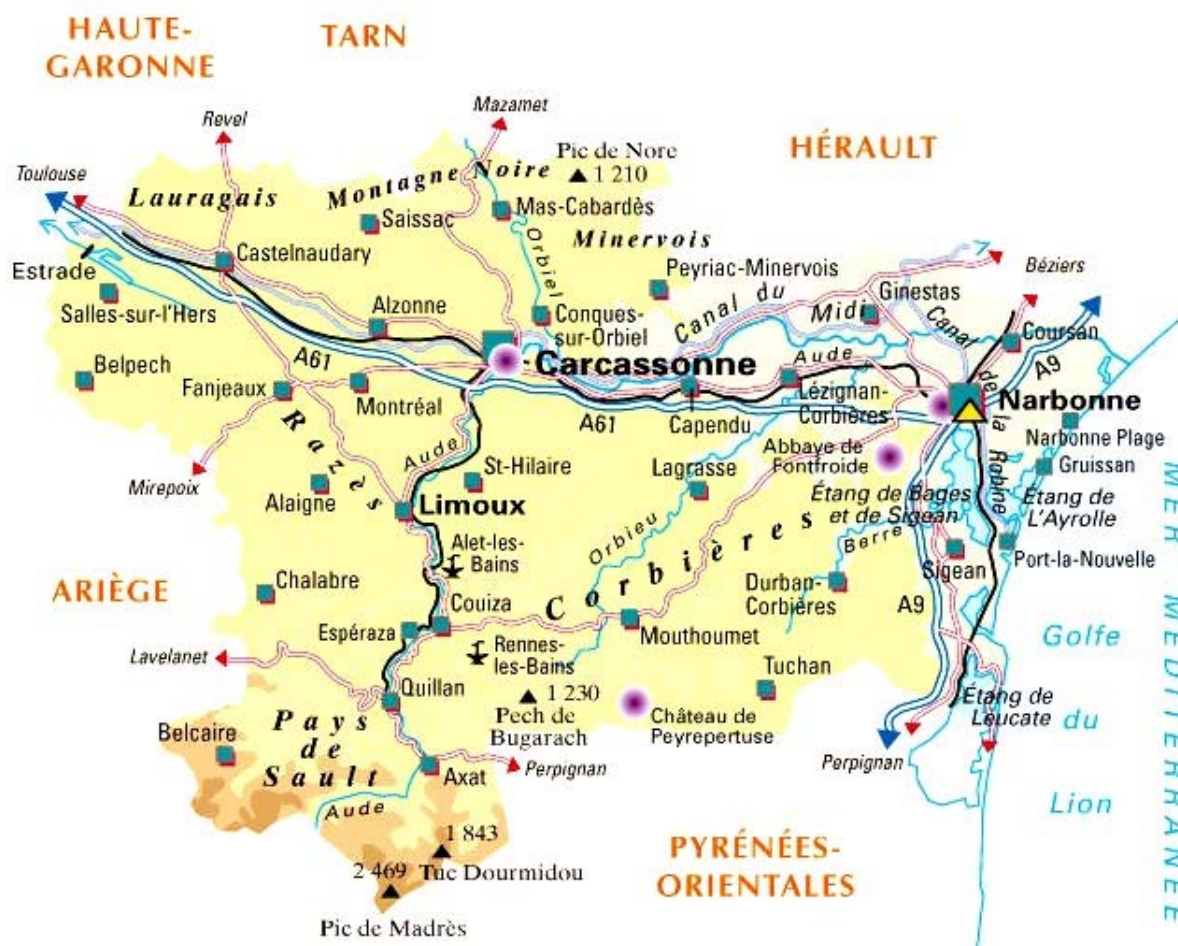 HAUTE-
GARONNE
TARN
Mazamet
Revel
HÉRAULT
Pic de Nore
1 210
Toulouse
Lauragais
Montagne Noire
Saissac
Mas-Cabardès
Minervois
Orbiel
Castelnaudary
Estrade
Peyriac-Minervois
Béziers
Salles-sur-l'Hers
Alzonne
Conques-
sur-Orbiel
Canal du
Midi
Ginestas
Canal
de
la
Robine
Coursan
A9
Belpech
A61
Carcassonne
Aude
Fanjeaux
Montréal
A61
Capendu
Lézignan-
Corbières
Narbonne
Narbonne Plage
Gruissan
Razès
Aude
Abbaye de
Fontfroide
Mirepoix
Alaigne
St-Hilaire
Lagrasse
Étang de Bages
et de Sigean
Étang de
L'Ayrolle
Limoux
Orbieu
Berre
Port-la-Nouvelle
Sigean
Alet-les-
Bains
ARIÈGE
Chalabre
Corbières
Durban-
Corbières
A9
Couiza
Espéraza
Mouthoumet
Golfe
du
Lion
MER MÉDITERRANÉE
Lavelanet
Rennes-
les-Bains
Tuchan
Quillan
1 230
Pech de
Bugarach
Château de
Peyrepertuse
Étang de
Leucate
Belcaire
Pays
de
Sault
Axat
Perpignan
Perpignan
Aude
1 843
Tuc Dourmidou
2 469
Pic de Madrès
PYRÉNÉES-
ORIENTALES